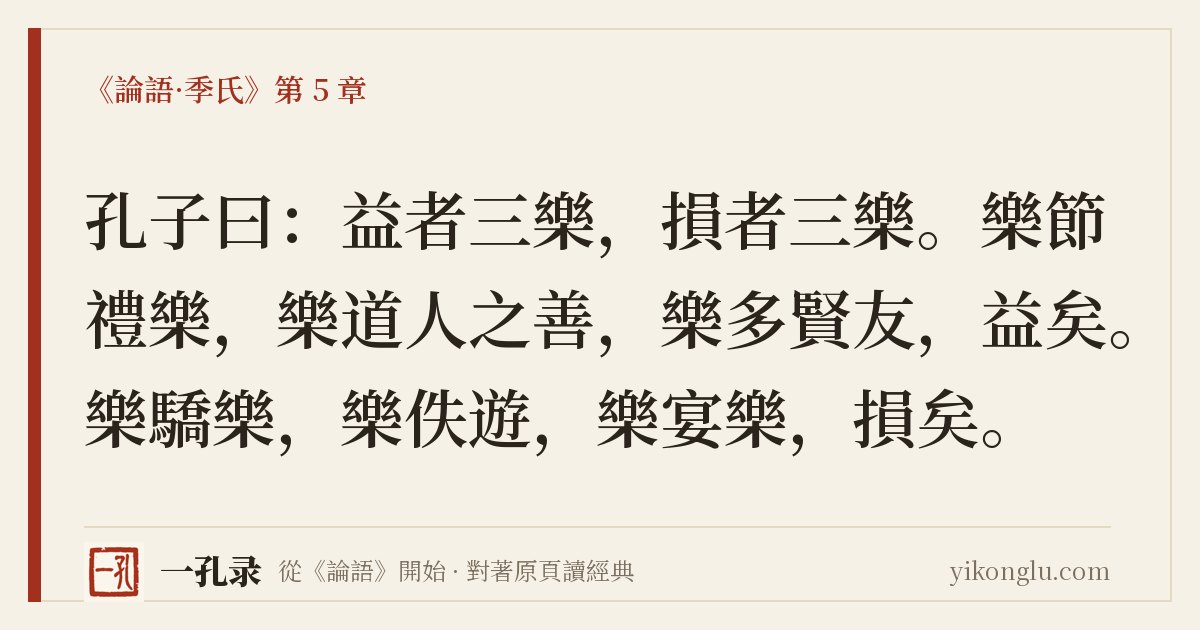 《論語·季氏》第 5 章
孔子曰：益者三樂，損者三樂。樂節
禮樂，樂道人之善，樂多賢友，益矣。
樂驕樂，樂佚遊，樂宴樂，損矣。
一孔
一孔录 從《論語》開始 · 對著原頁讀經典
yikonglu.com